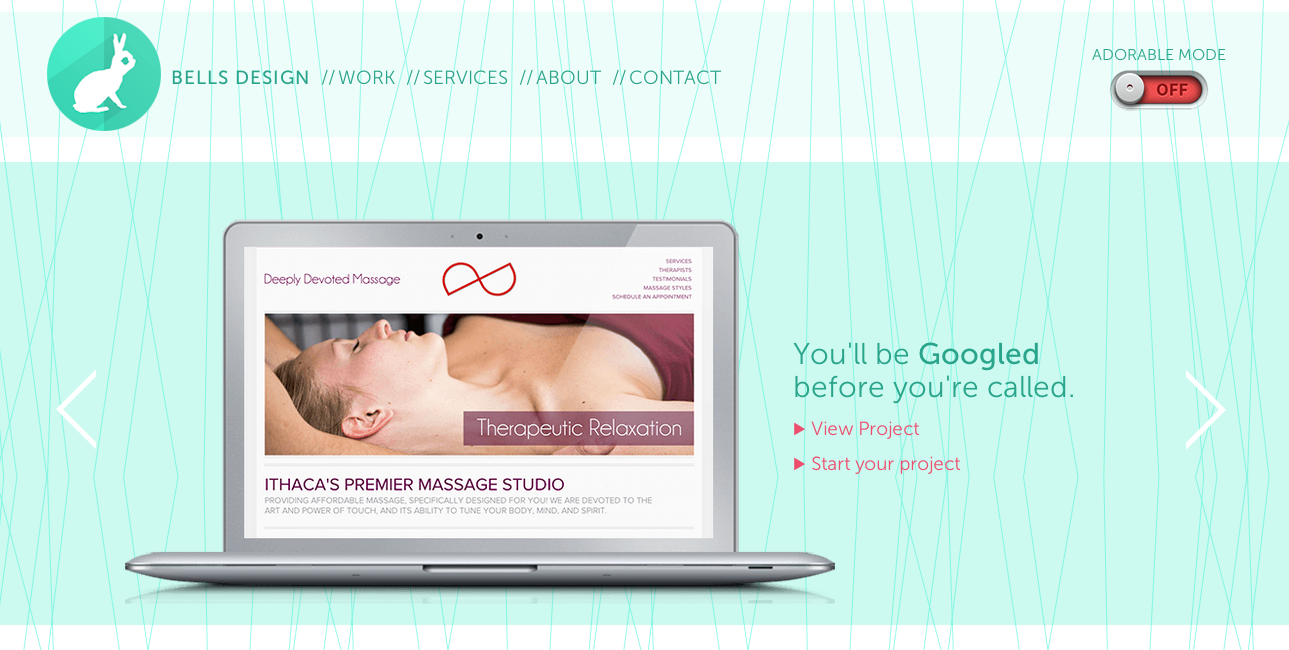 BELLS DESIGN // WORK // SERVICES // ABOUT // CONTACT
ADORABLE MODE
OFF
Deeply Devoted Massage
SERVICES
THERAPISTS
TESTIMONIALS
MASSAGE STYLES
SCHEDULE AN APPOINTMENT
Therapeutic Relaxation
ITHACA'S PREMIER MASSAGE STUDIO
PROVIDING AFFORDABLE MASSAGE, SPECIFICALLY DESIGNED FOR YOU! WE ARE DEVOTED TO THE
ART AND POWER OF TOUCH, AND ITS ABILITY TO TUNE YOUR BODY, MIND, AND SPIRIT.
You'll be Googled
before you're called.
View Project
Start your project